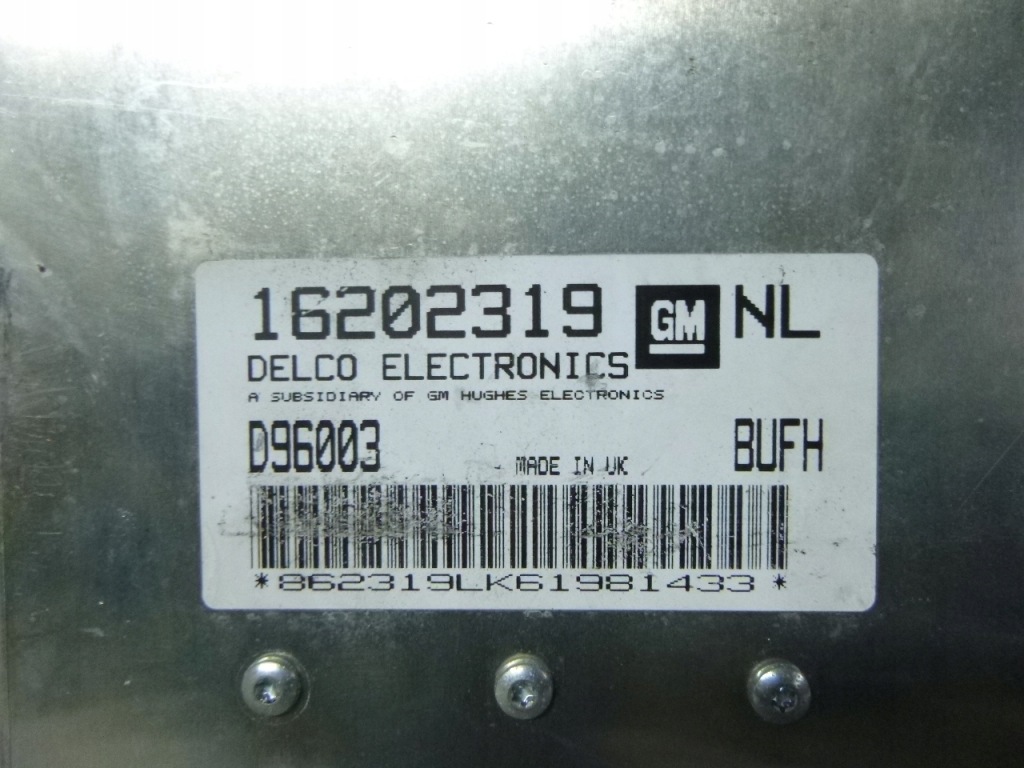 16202319 GM NL
DELCO ELECTRONICS
A SUBSIDIARY OF GM HUGHES ELECTRONICS
D96003 MADE IN UK BUFH
*862319LK61981433*